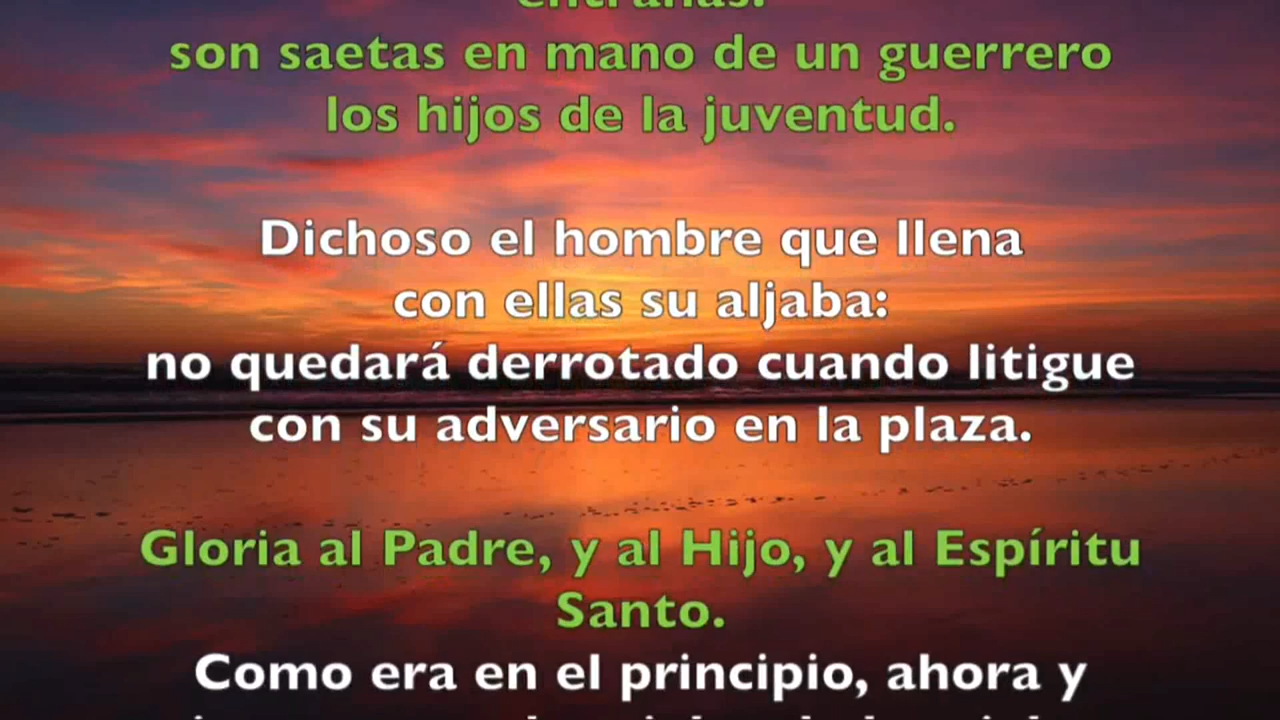 entrañas:
son saetas en mano de un guerrero
los hijos de la juventud.
Dichoso el hombre que llena
con ellas su aljaba:
no quedará derrotado cuando litigue
con su adversario en la plaza.
Gloria al Padre, y al Hijo, y al Espíritu
Santo.
Como era en el principio, ahora y